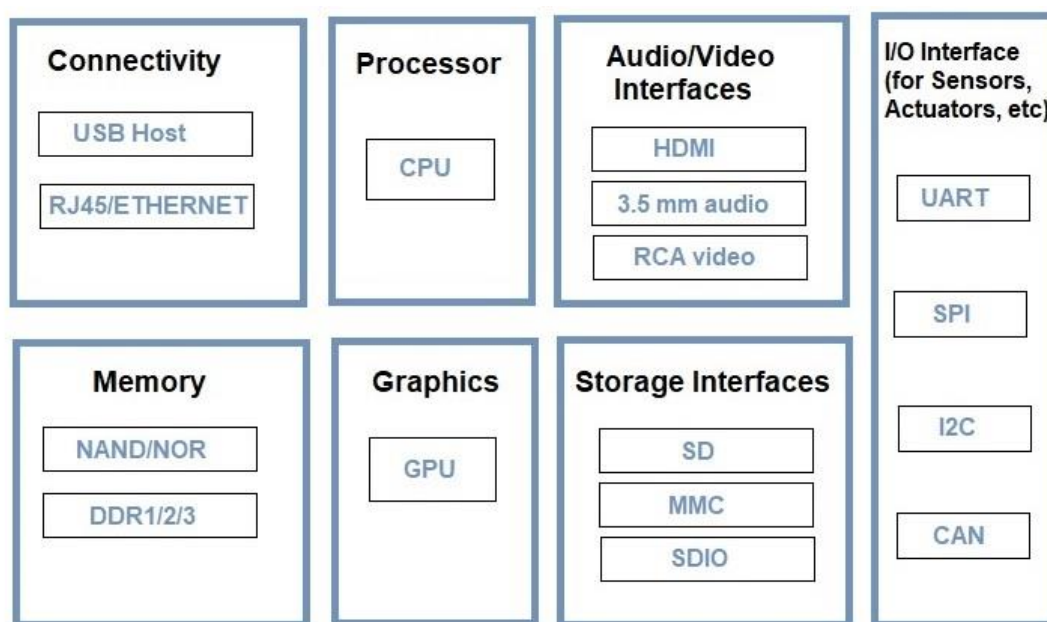 Connectivity
USB Host
RJ45/ETHERNET
Processor
CPU
Audio/Video
Interfaces
HDMI
3.5 mm audio
RCA video
I/O Interface
(for Sensors,
Actuators, etc)
UART
SPI
I2C
CAN
Memory
NAND/NOR
DDR1/2/3
Graphics
GPU
Storage Interfaces
SD
MMC
SDIO